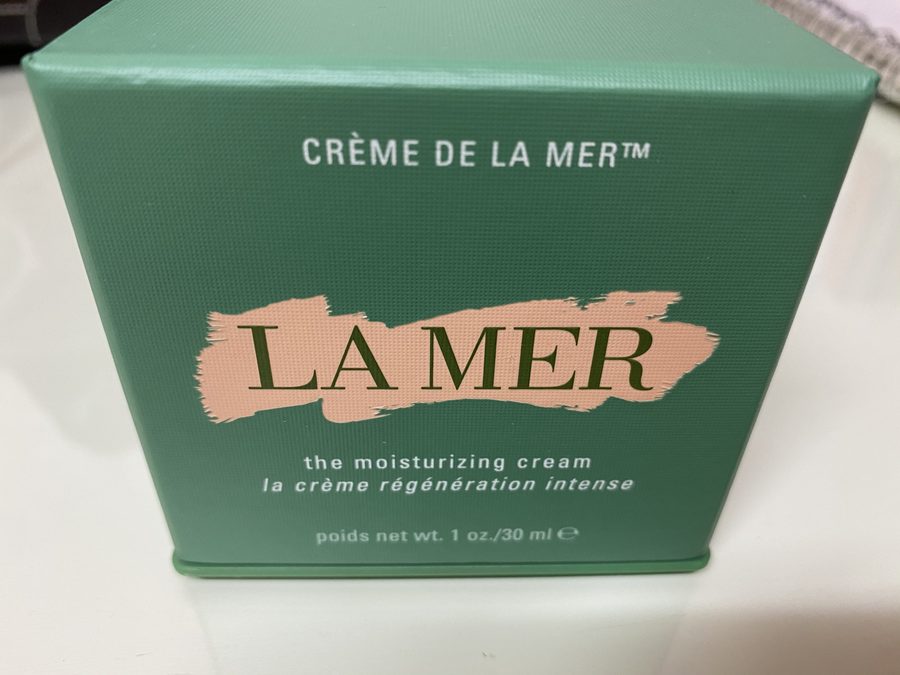 CRÈME DE LA MER™
LA MER
the moisturizing cream
la crème régénération intense
poids net wt. 1 oz./30 ml ℮